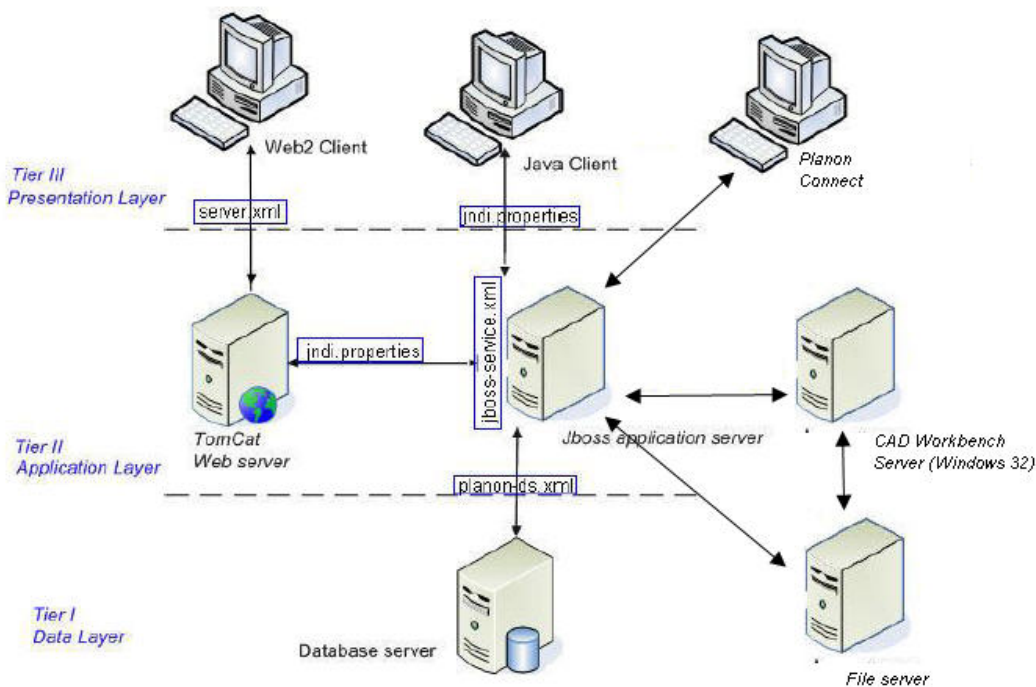 Web2 Client
Java Client
Planon
Connect
Tier III
Presentation Layer
server.xml
jndi.properties
jboss-service.xml
jndi.properties
TomCat
Web server
Jboss application server
CAD Workbench
Server (Windows 32)
Tier II
Application Layer
planon-ds.xml
Tier I
Data Layer
Database server
File server